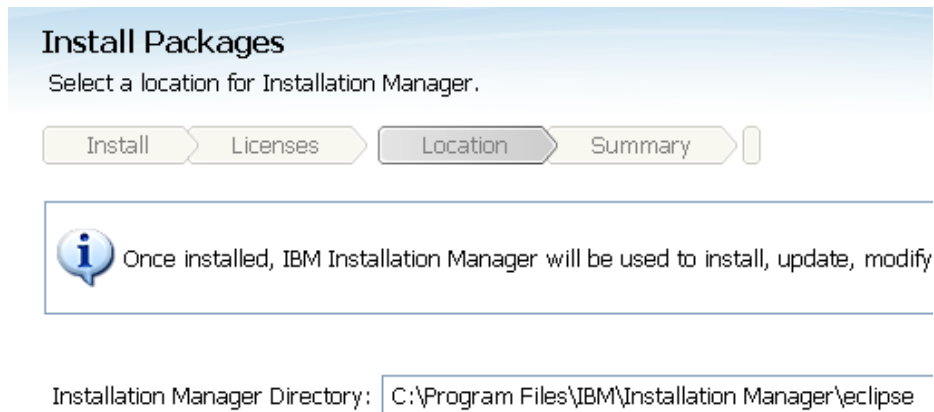 Install Packages
Select a location for Installation Manager.
Install Licenses Location Summary
Once installed, IBM Installation Manager will be used to install, update, modify
Installation Manager Directory: C:\Program Files\IBM\Installation Manager\eclipse